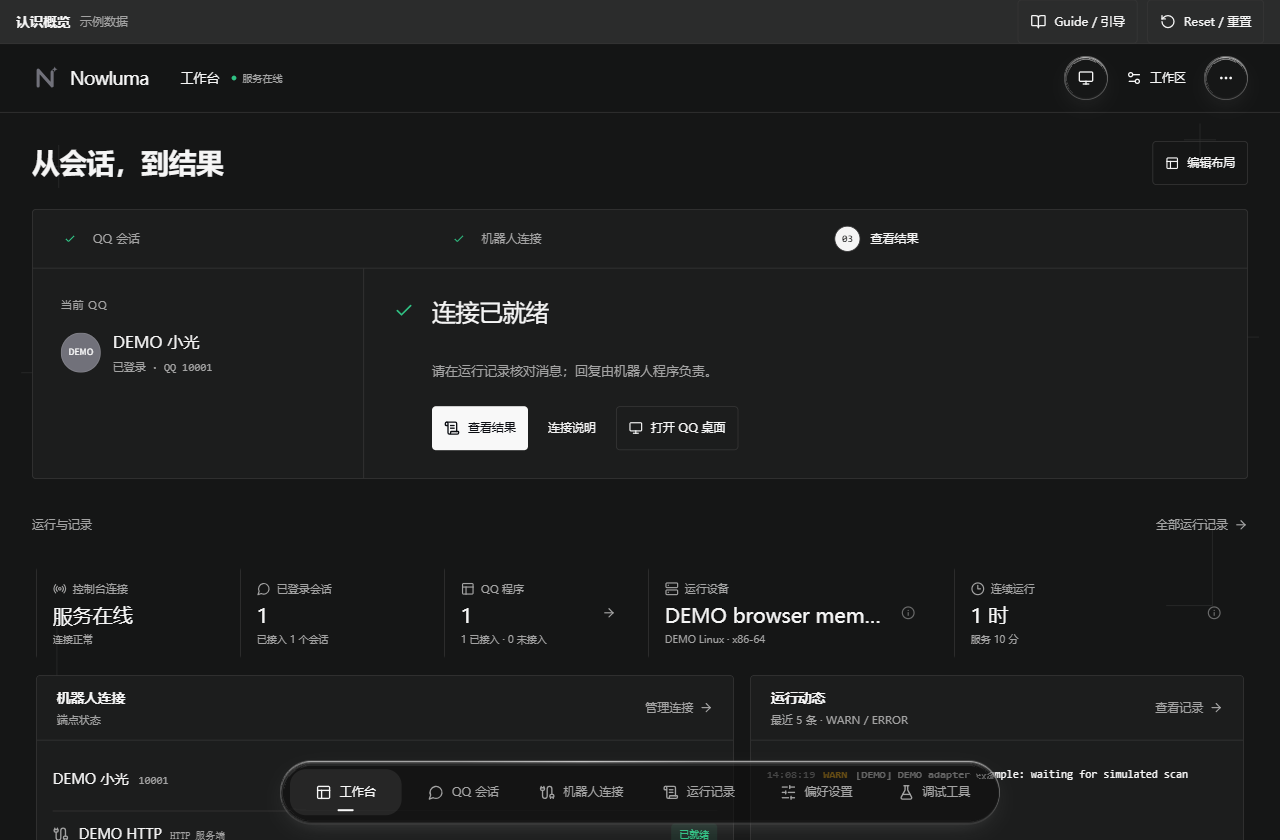 认识概览 示例数据 Guide / 引导 Reset / 重置
Nowluma 工作台 服务在线 工作区
从会话，到结果 编辑布局
QQ 会话 机器人连接 03 查看结果
当前 QQ
DEMO DEMO 小光
已登录 · QQ 10001
连接已就绪
请在运行记录核对消息；回复由机器人程序负责。
查看结果 连接说明 打开 QQ 桌面
运行与记录 全部运行记录
控制台连接 已登录会话 QQ 程序 运行设备 连续运行
服务在线 1 1 DEMO browser mem... 1 时
连接正常 已接入 1 个会话 1 已接入 · 0 未接入 DEMO Linux · x86-64 服务 10 分
机器人连接 管理连接
端点状态
运行动态 查看记录
最近 5 条 · WARN / ERROR
DEMO 小光 10001
14:08:19 WARN [DEMO] DEMO adapter example: waiting for simulated scan
工作台 QQ 会话 机器人连接 运行记录 偏好设置 调试工具
DEMO HTTP HTTP 服务端 已就绪